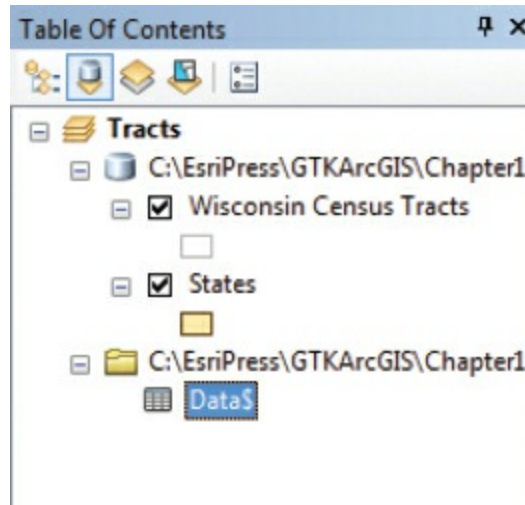 Table Of Contents
Tracts
C:\EsriPress\GTKArcGIS\Chapter1
Wisconsin Census Tracts
States
C:\EsriPress\GTKArcGIS\Chapter1
Data$